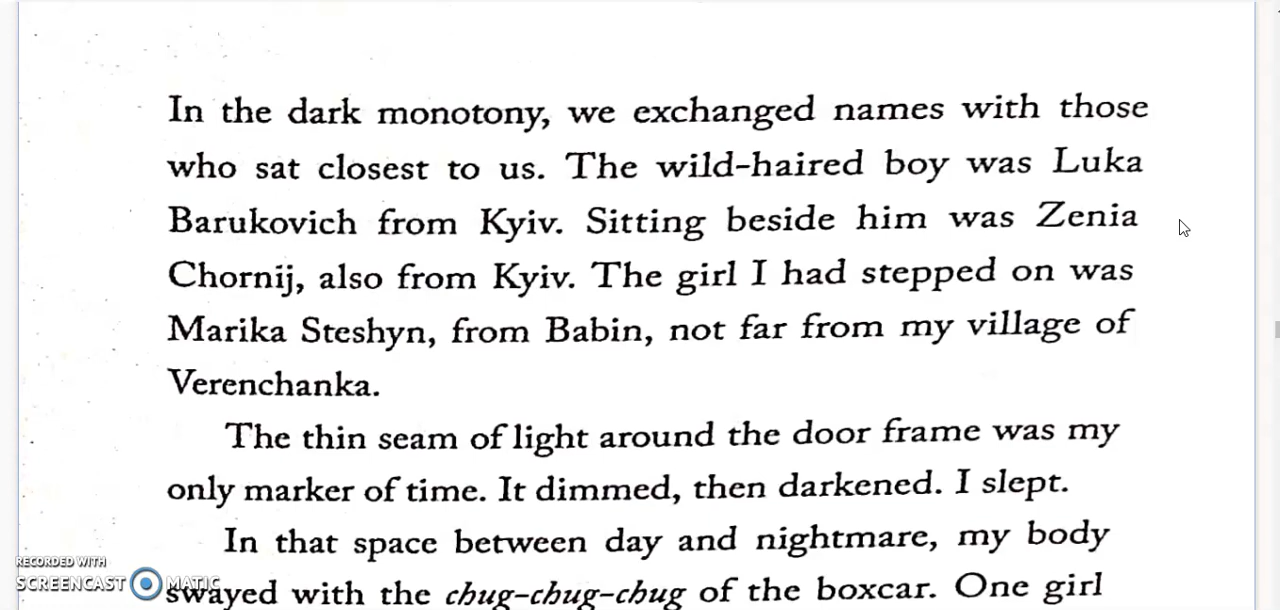 In the dark monotony, we exchanged names with those
who sat closest to us. The wild-haired boy was Luka
Barukovich from Kyiv. Sitting beside him was Zenia
Chornij, also from Kyiv. The girl I had stepped on was
Marika Steshyn, from Babin, not far from my village of
Verenchanka.
The thin seam of light around the door frame was my
only marker of time. It dimmed, then darkened. I slept.
In that space between day and nightmare, my body
swayed with the chug-chug-chug of the boxcar. One girl
RECORDED WITH
SCREENCAST MATIC